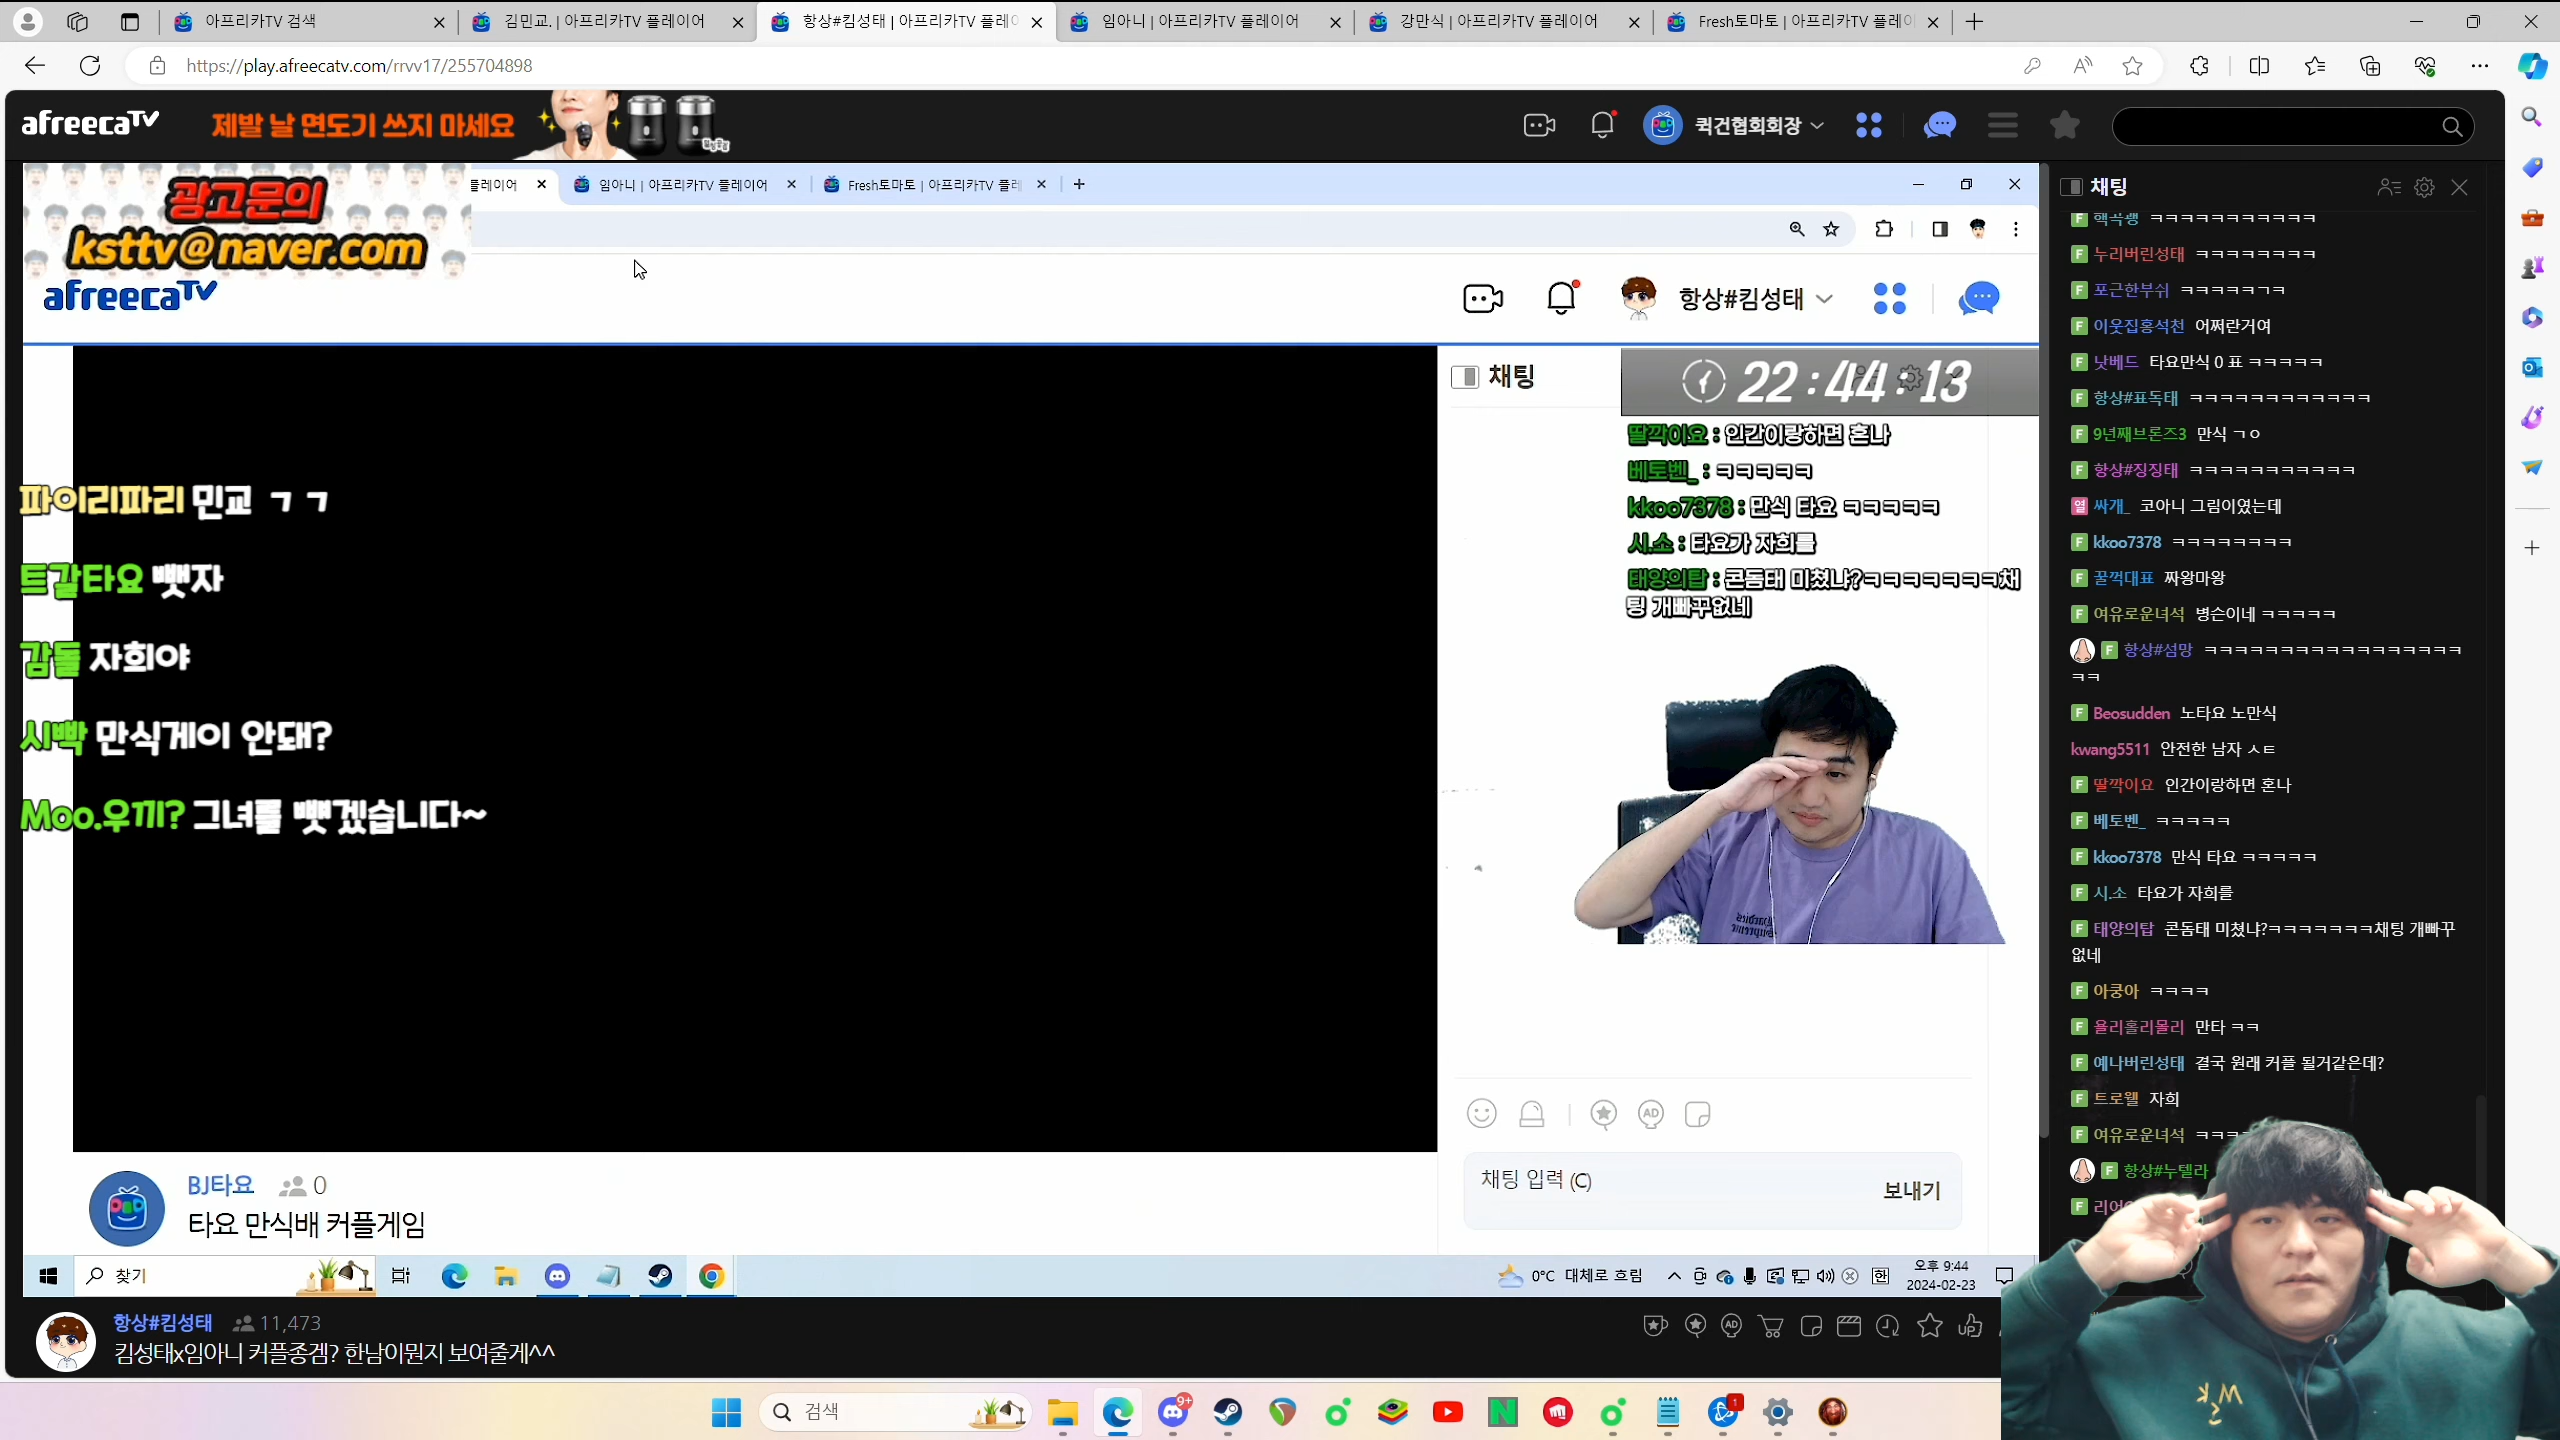 아프리카TV 검색
김민교. | 아프리카TV 플레이어
항상#킴성태 | 아프리카TV 플레이
임아니 | 아프리카TV 플레이어
강만식 | 아프리카TV 플레이어
Fresh토마토 | 아프리카TV 플레이
https://play.afreecatv.com/rrvv17/255704898
afreecaTV
제발 날 면도기 쓰지 마세요
퀵건협회회장
광고문의
ksttv@naver.com
플레이어
임아니 | 아프리카TV 플레이어
Fresh토마토 | 아프리카TV 플레
afreecaTV
항상#킴성태
채팅
22:44:13
딸깍이요 : 인간이랑하면 혼나
베토벤_ : ㅋㅋㅋㅋㅋ
kkoo7378 : 만식 타요 ㅋㅋㅋㅋㅋ
시.소 : 타요가 자희를
태양의탑 : 콘돔태 미쳤냐?ㅋㅋㅋㅋㅋㅋㅋ채
팅 개빠꾸없네
파이리파리 민교 ㄱ ㄱ
트갈타요 뺏자
감돌 자희야
시빡 만식게이 안돼?
Moo.우끼? 그녀를 뺏겠습니다~
채팅 입력 (C)
보내기
BJ타요 0
타요 만식배 커플게임
찾기
0°C 대체로 흐림
한
오후 9:44
2024-02-23
항상#킴성태 11,473
킴성태x임아니 커플종겜? 한남이뭔지 보여줄게^^
채팅
ㅋㅋㅋㅋㅋㅋㅋㅋㅋㅋㅋ
누리버린성태 ㅋㅋㅋㅋㅋㅋㅋㅋ
포근한부쉬 ㅋㅋㅋㅋㅋㄱㄱ
이웃집홍석천 어쩌란거여
낫베드 타요만식 0 표 ㅋㅋㅋㅋㅋ
항상#표독태 ㅋㅋㅋㅋㅋㅋㅋㅋㅋㅋㅋㅋ
9년째브론즈3 만식 ㄱㅇ
항상#징징태 ㅋㅋㅋㅋㅋㅋㅋㅋㅋㅋㅋ
열 싸개_ 코아니 그림이였는데
kkoo7378 ㅋㅋㅋㅋㅋㅋㅋㅋ
꿀꺽대표 짜왕마왕
여유로운녀석 병슨이네 ㅋㅋㅋㅋㅋ
항상#섬망 ㅋㅋㅋㅋㅋㅋㅋㅋㅋㅋㅋㅋㅋㅋㅋㅋㅋ
ㅋㅋ
Beosudden 노타요 노만식
kwang5511 안전한 남자 ㅅㅌ
딸깍이요 인간이랑하면 혼나
베토벤_ ㅋㅋㅋㅋㅋ
kkoo7378 만식 타요 ㅋㅋㅋㅋㅋ
시.소 타요가 자희를
태양의탑 콘돔태 미쳤냐?ㅋㅋㅋㅋㅋㅋㅋ채팅 개빠꾸
없네
아쿵아 ㅋㅋㅋㅋ
욜리홀리몰리 만타 ㅋㅋ
예나버린성태 결국 원래 커플 될거같은데?
트로웰 자희
여유로운녀석 ㅋㅋㅋ
항상#누텔라
검색